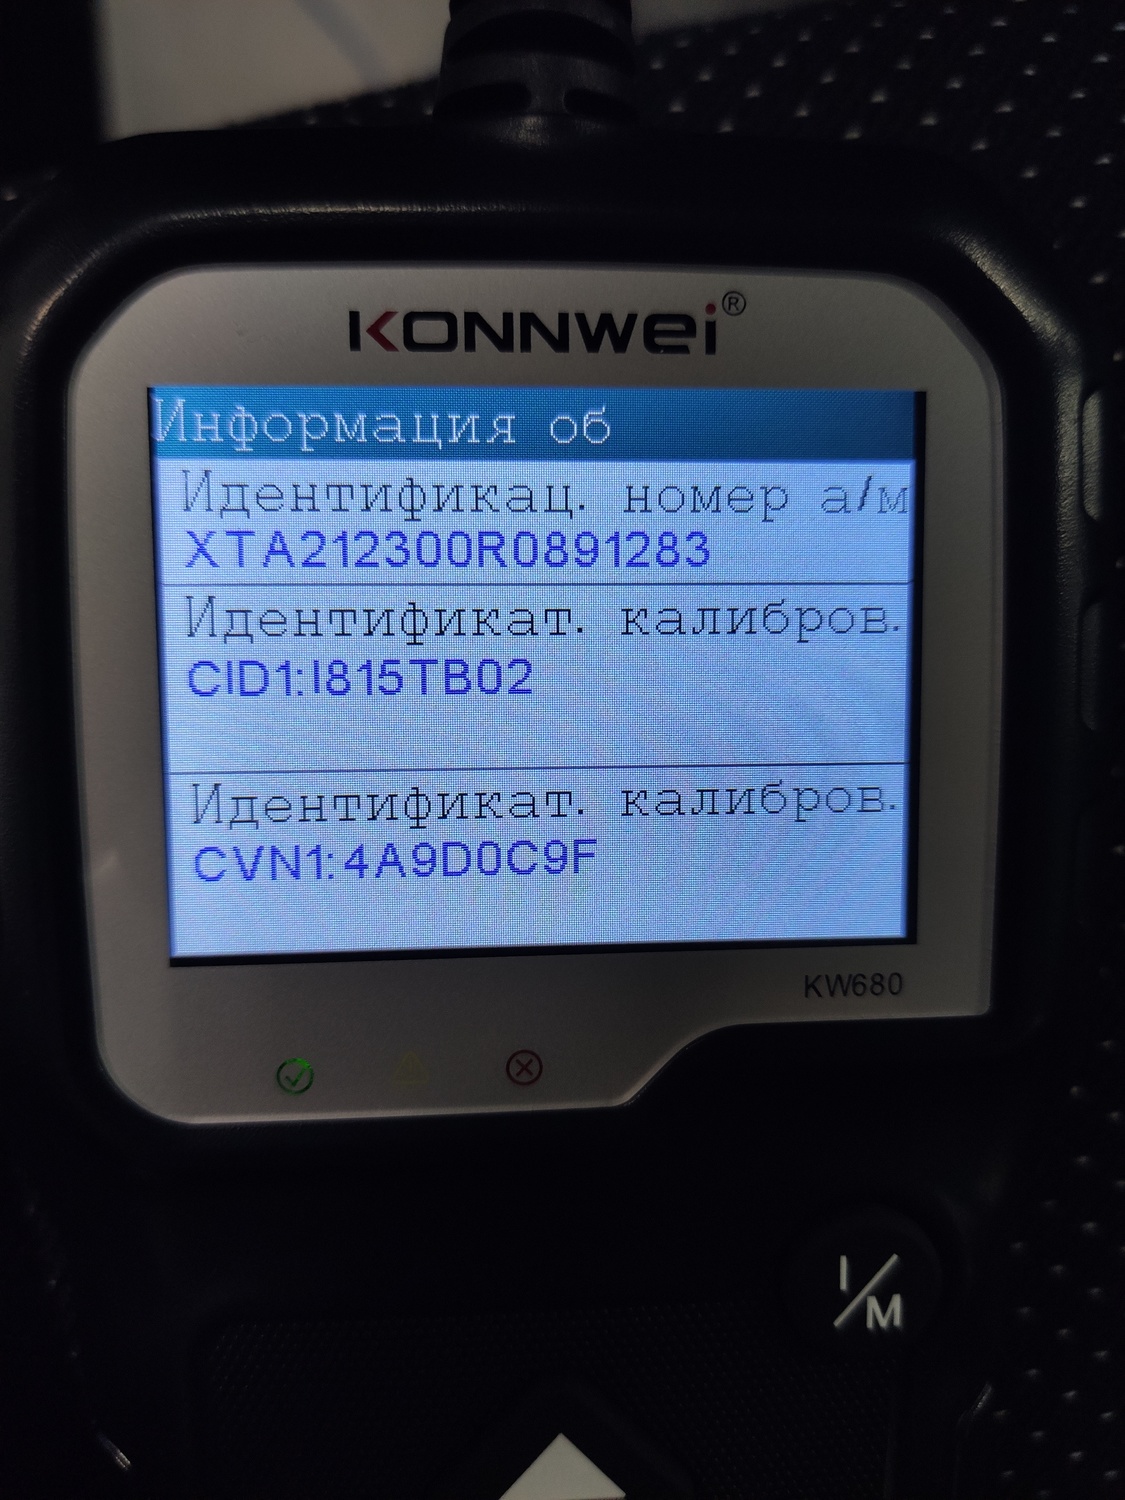 KONNWEI®
Информация об
Идентификац. номер а/м
XTA212300R0891283
Идентификат. калибров.
CID1:I815TB02
Идентификат. калибров.
CVN1:4A9D0C9F
KW680
I/M